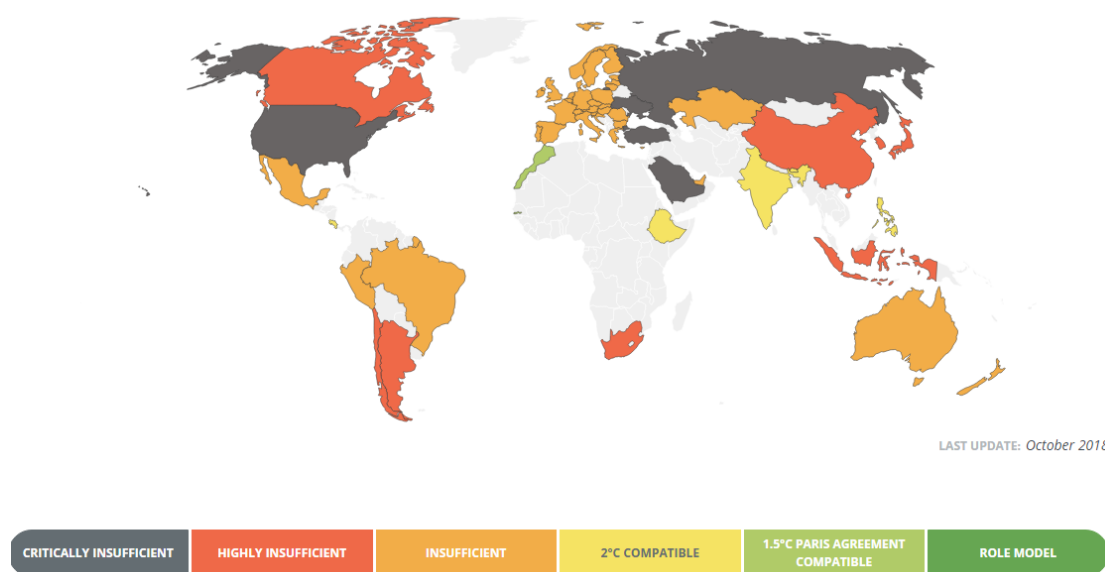 LAST UPDATE: October 2018
CRITICALLY INSUFFICIENT
HIGHLY INSUFFICIENT
INSUFFICIENT
2°C COMPATIBLE
1.5°C PARIS AGREEMENT
COMPATIBLE
ROLE MODEL